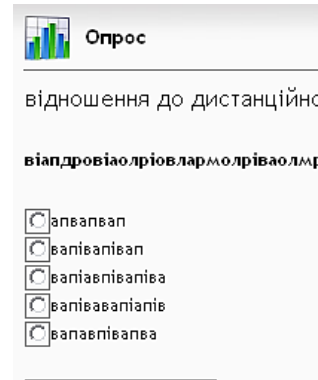 Опрос
відношення до дистанційно
віапдровіаолріовлармолріваолмр
апвапвап
вапівапівап
вапіавпівапіва
вапівавапіапів
вапавпівапва